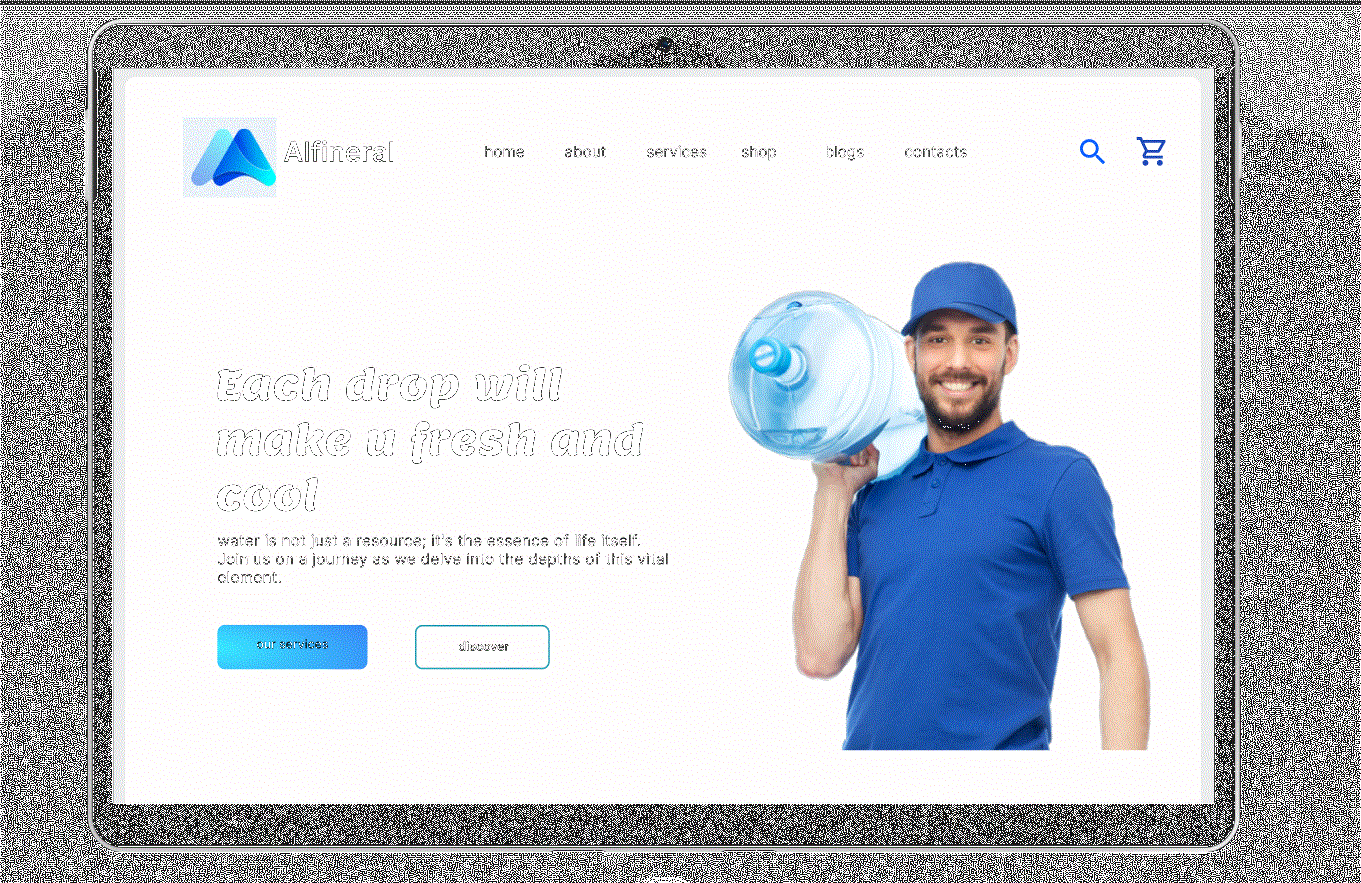 Alfineral
home about services shop blogs contacts
Each drop will
make u fresh and
cool
water is not just a resource; it's the essence of life itself.
Join us on a journey as we delve into the depths of this vital
element.
our services discover